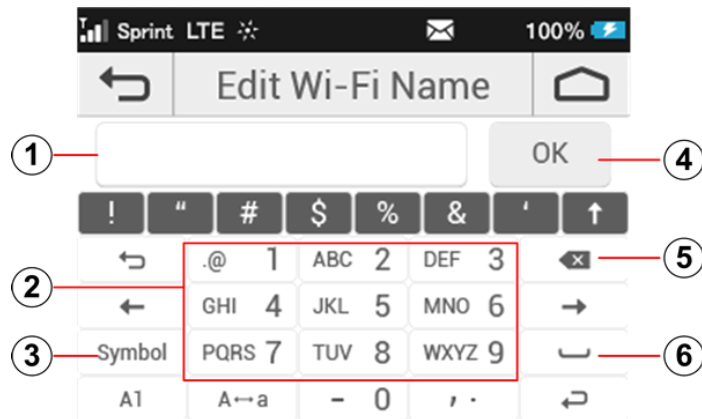 Sprint LTE 100%
Edit Wi-Fi Name
1 OK 4
! “ # $ % & ‘
.@ 1 ABC 2 DEF 3 5
2
GHI 4 JKL 5 MNO 6
3 Symbol PQRS 7 TUV 8 WXYZ 9 6
A1 A↔a - 0 , .